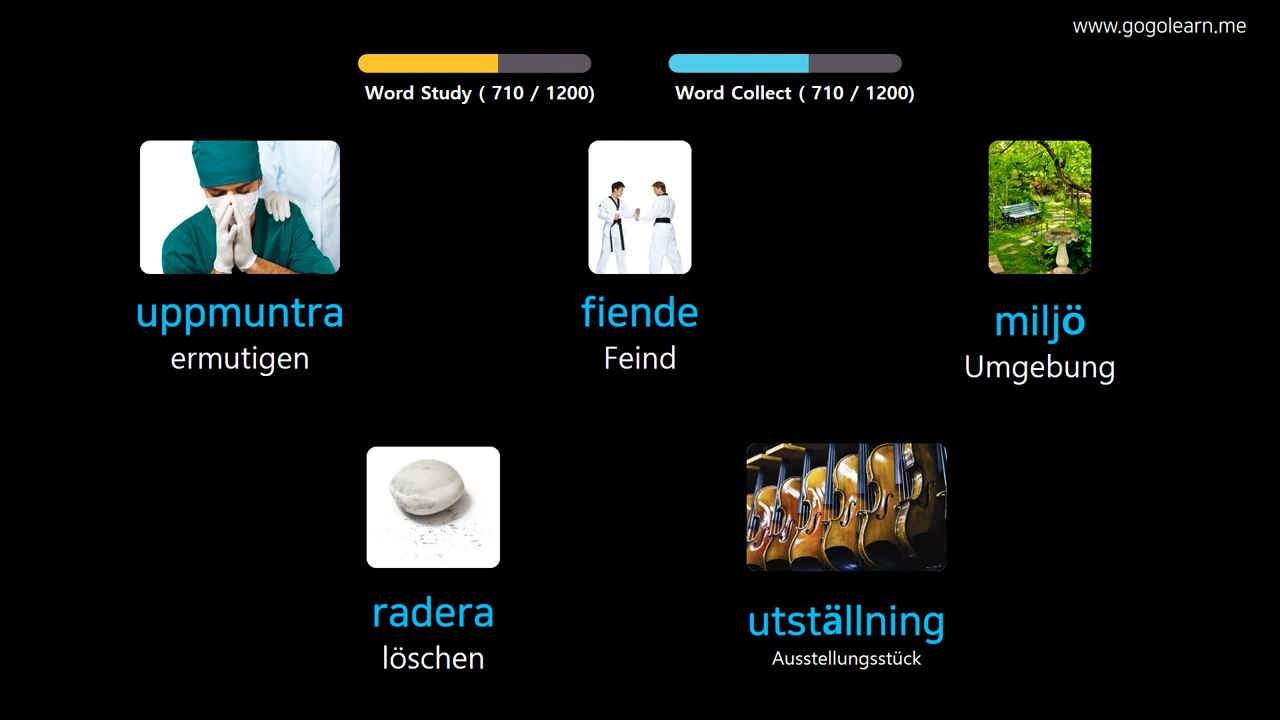 www.gogolearn.me
Word Study ( 710 / 1200)
Word Collect ( 710 / 1200)
uppmuntra
ermutigen
fiende
Feind
miljö
Umgebung
radera
löschen
utställning
Ausstellungsstück